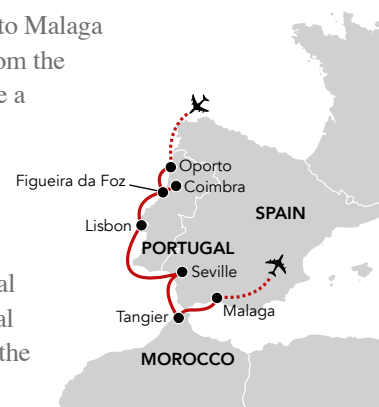 to Malaga
om the
e a
al
al
the
Oporto
Figueira da Foz
Coimbra
SPAIN
Lisbon
PORTUGAL
Seville
Malaga
Tangier
MOROCCO